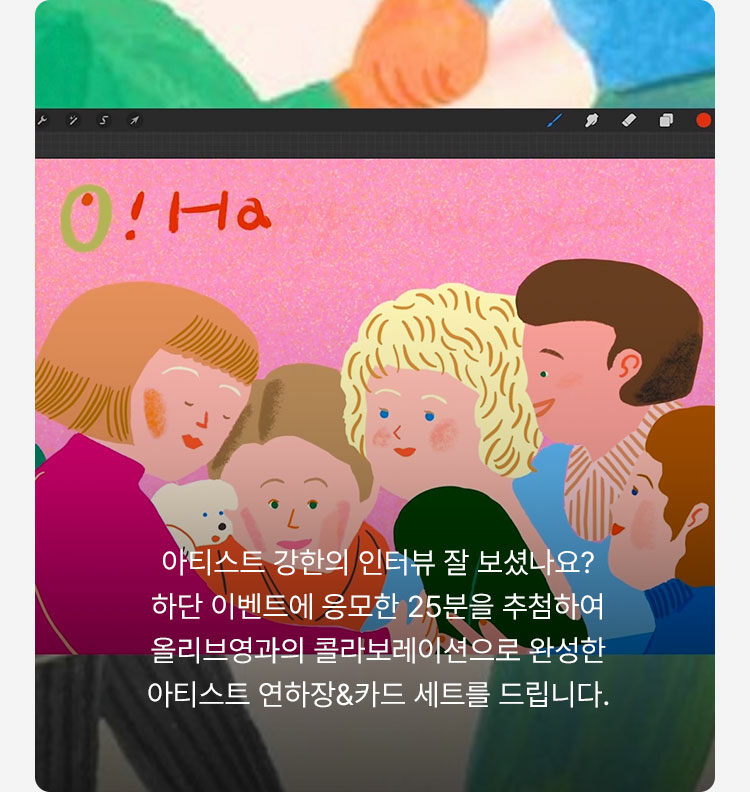 O! Ha
아티스트 강한의 인터뷰 잘 보셨나요?
하단 이벤트에 응모한 25분을 추첨하여
올리브영과의 콜라보레이션으로 완성한
아티스트 연하장&카드 세트를 드립니다.